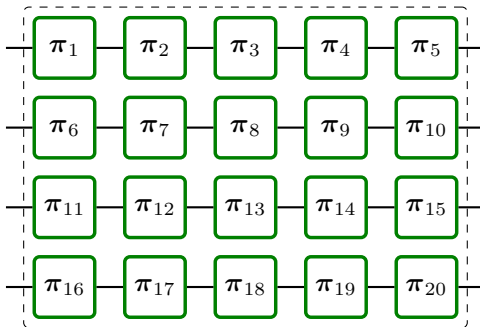 π₁ π₂ π₃ π₄ π₅
π₆ π₇ π₈ π₉ π₁₀
π₁₁ π₁₂ π₁₃ π₁₄ π₁₅
π₁₆ π₁₇ π₁₈ π₁₉ π₂₀